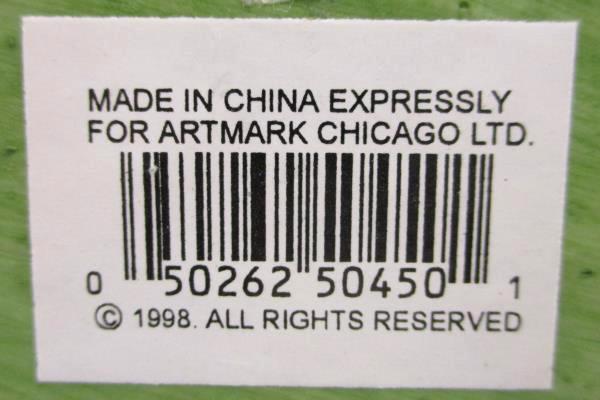 MADE IN CHINA EXPRESSLY
FOR ARTMARK CHICAGO LTD.
0 50262 50450 1
© 1998. ALL RIGHTS RESERVED